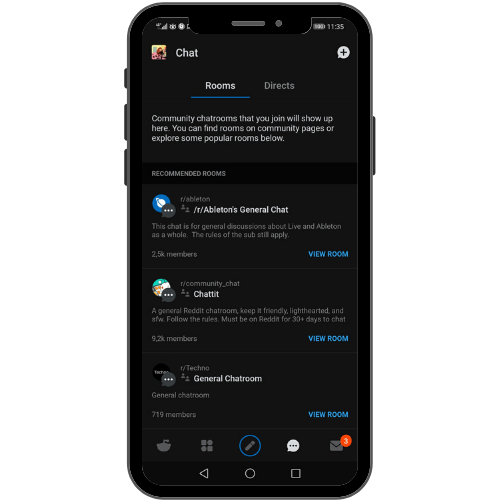 11:35
Chat
Rooms Directs
Community chatrooms that you join will show up
here. You can find rooms on community pages or
explore some popular rooms below.
RECOMMENDED ROOMS
r/ableton
/r/Ableton's General Chat
This chat is for general discussions about Live and Ableton
as a whole. The rules of the sub still apply.
2,5k members VIEW ROOM
r/community_chat
Chattit
A general Reddit chatroom, keep it friendly, lighthearted, and
sfw. Follow the rules. Must be on Reddit for 30+ days to chat
9,2k members VIEW ROOM
r/Techno
General Chatroom
General chatroom
719 members VIEW ROOM
3